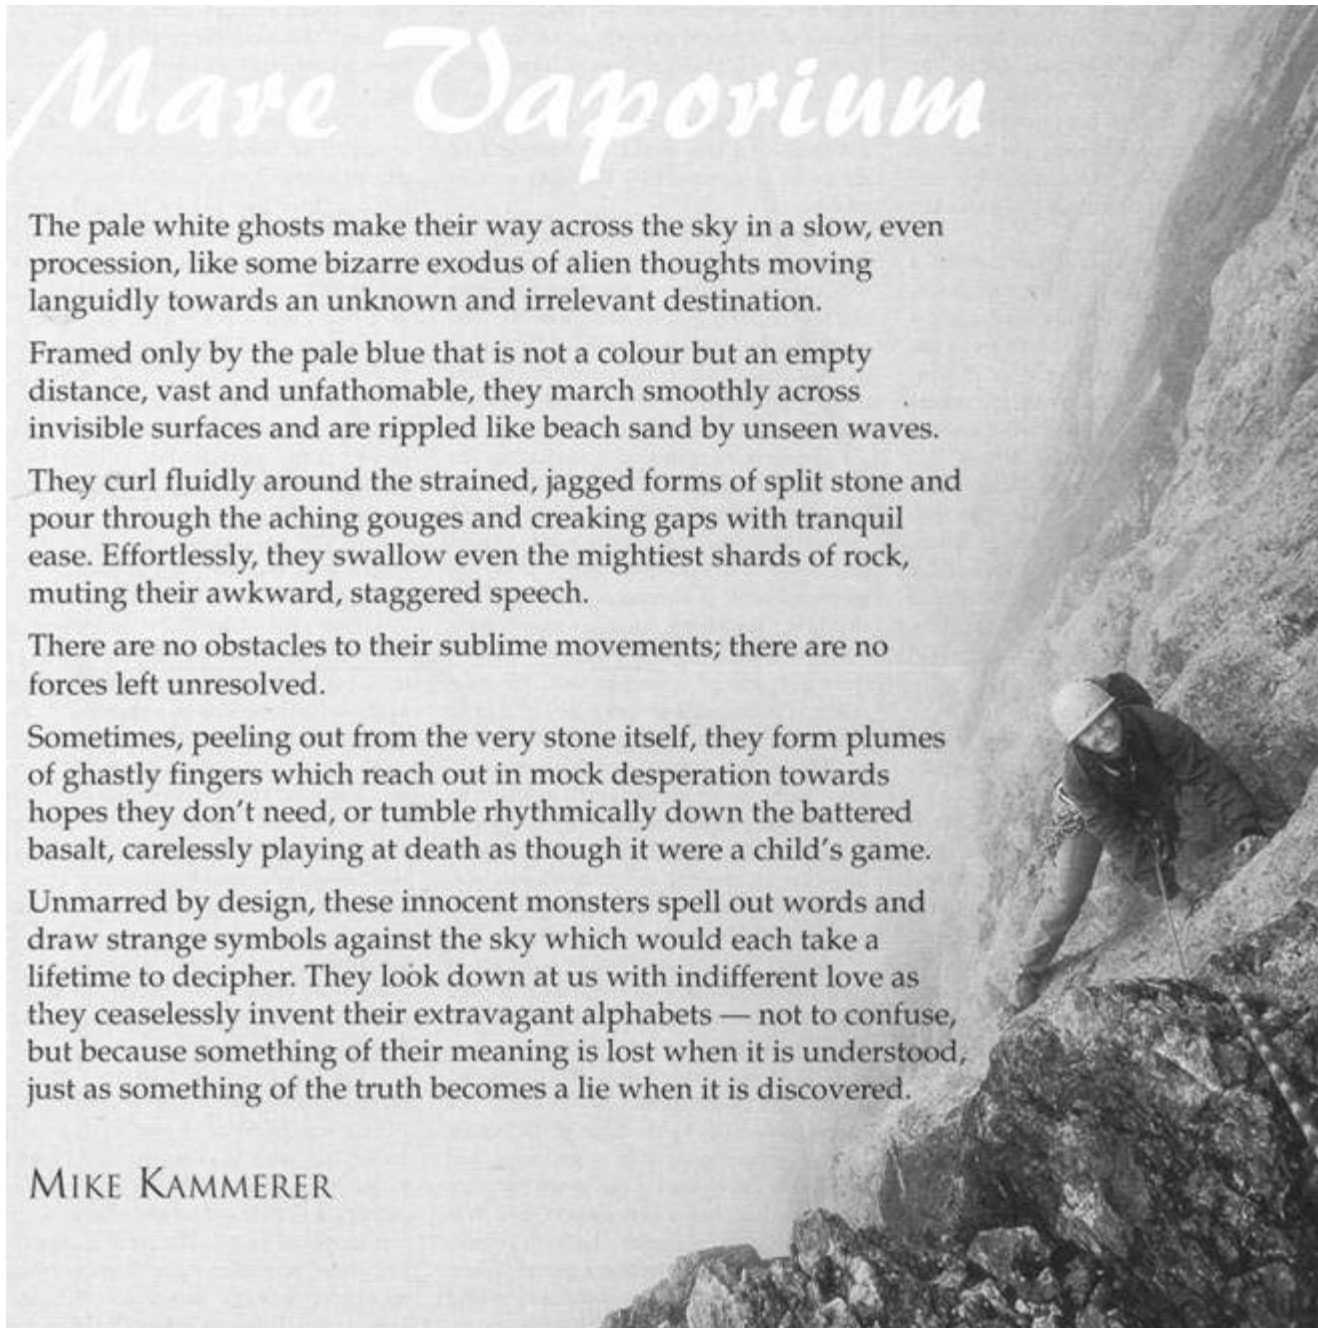 Mare Vaporium
The pale white ghosts make their way across the sky in a slow, even
procession, like some bizarre exodus of alien thoughts moving
languidly towards an unknown and irrelevant destination.
Framed only by the pale blue that is not a colour but an empty
distance, vast and unfathomable, they march smoothly across
invisible surfaces and are rippled like beach sand by unseen waves.
They curl fluidly around the strained, jagged forms of split stone and
pour through the aching gouges and creaking gaps with tranquil
ease. Effortlessly, they swallow even the mightiest shards of rock,
muting their awkward, staggered speech.
There are no obstacles to their sublime movements; there are no
forces left unresolved.
Sometimes, peeling out from the very stone itself, they form plumes
of ghastly fingers which reach out in mock desperation towards
hopes they don't need, or tumble rhythmically down the battered
basalt, carelessly playing at death as though it were a child's game.
Unmarred by design, these innocent monsters spell out words and
draw strange symbols against the sky which would each take a
lifetime to decipher. They look down at us with indifferent love as
they ceaselessly invent their extravagant alphabets — not to confuse,
but because something of their meaning is lost when it is understood,
just as something of the truth becomes a lie when it is discovered.
MIKE KAMMERER